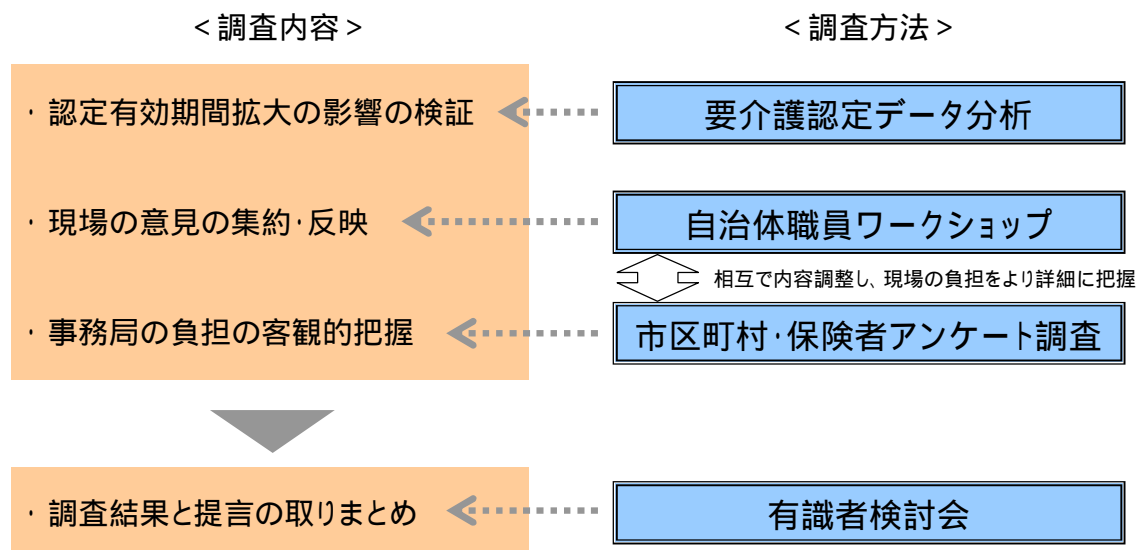 <調査内容>
<調査方法>
・認定有効期間拡大の影響の検証
要介護認定データ分析
・現場の意見の集約・反映
自治体職員ワークショップ
相互で内容調整し、現場の負担をより詳細に把握
・事務局の負担の客観的把握
市区町村・保険者アンケート調査
・調査結果と提言の取りまとめ
有識者検討会